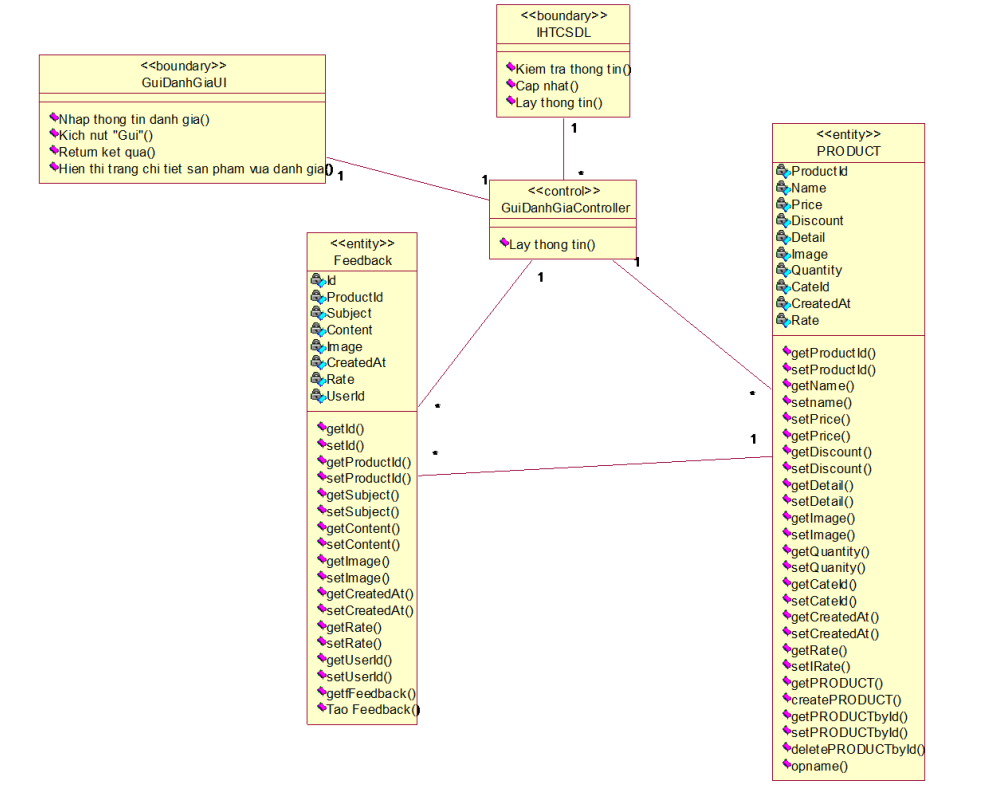 <<boundary>>
IHTCSDL
Kiem tra thong tin()
Cap nhat()
Lay thong tin()
<<boundary>>
GuiDanhGiaUI
Nhap thong tin danh gia()
Kich nut "Gui"()
Return ket qua()
Hien thi trang chi tiet san pham vua danh gia()
1
1
1
*
<<control>>
GuiDanhGiaController
Lay thong tin()
1
1
<<entity>>
Feedback
Id
ProductId
Subject
Content
Image
CreatedAt
Rate
UserId
getId()
setId()
getProductId()
setProductId()
getSubject()
setSubject()
getContent()
setContent()
getImage()
setImage()
getCreatedAt()
setCreatedAt()
getRate()
setRate()
getUserId()
setUserId()
getfFeedback()
Tao Feedback()
*
*
*
1
<<entity>>
PRODUCT
ProductId
Name
Price
Discount
Detail
Image
Quantity
CateId
CreatedAt
Rate
getProductId()
setProductId()
getName()
setname()
setPrice()
getPrice()
getDiscount()
setDiscount()
getDetail()
setDetail()
getImage()
setImage()
getQuantity()
setQuanity()
getCateId()
setCateId()
getCreatedAt()
setCreatedAt()
getRate()
setIRate()
getPRODUCT()
createPRODUCT()
getPRODUCTbyId()
setPRODUCTbyId()
deletePRODUCTbyId()
opname()